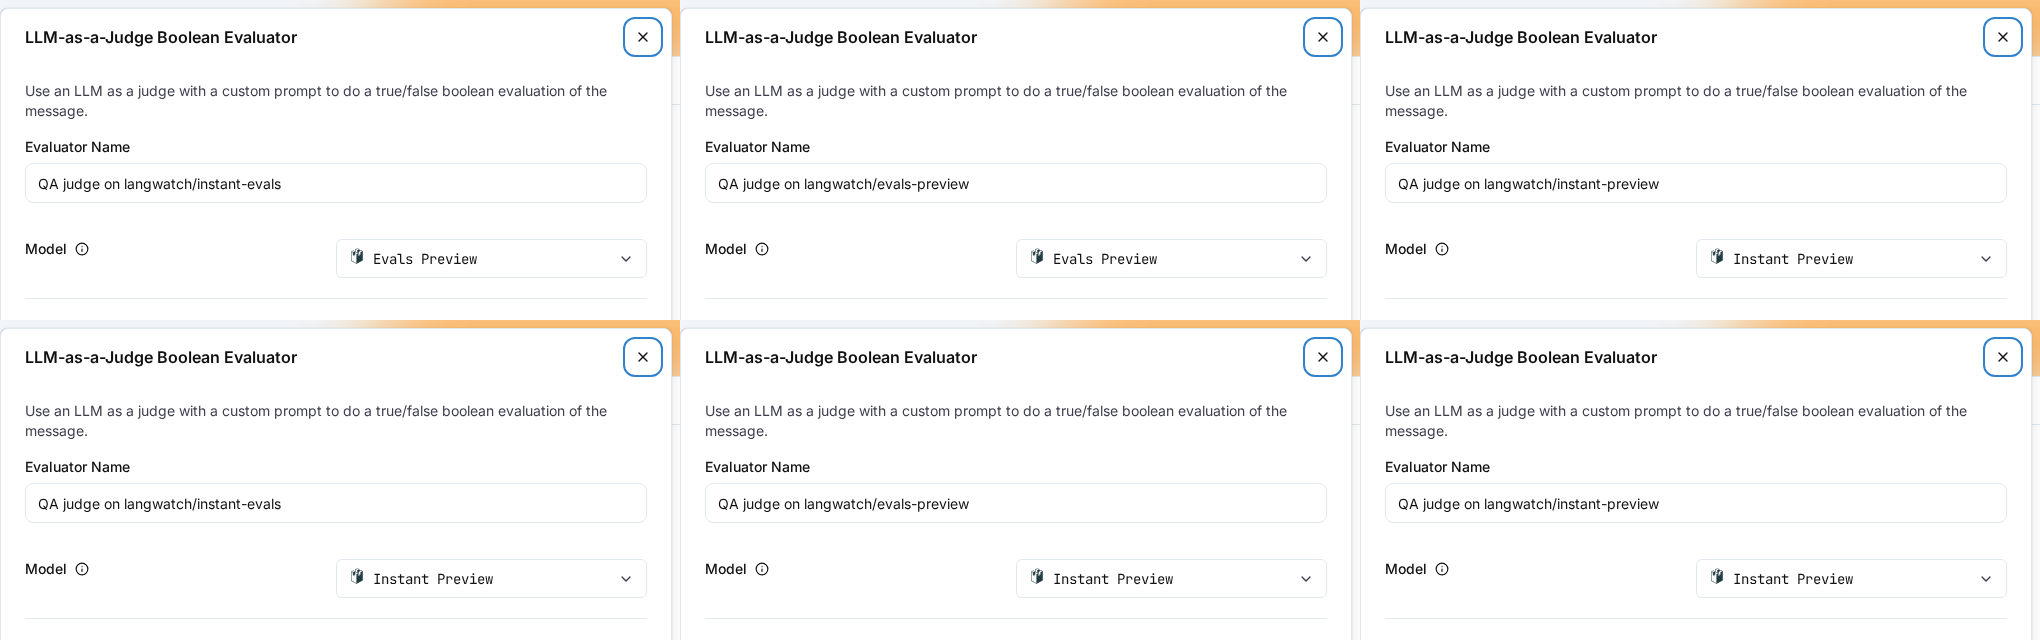 LLM-as-a-Judge Boolean Evaluator
Use an LLM as a judge with a custom prompt to do a true/false boolean evaluation of the
message.
Evaluator Name
QA judge on langwatch/instant-evals
Model
Evals Preview
LLM-as-a-Judge Boolean Evaluator
Use an LLM as a judge with a custom prompt to do a true/false boolean evaluation of the
message.
Evaluator Name
QA judge on langwatch/evals-preview
Model
Evals Preview
LLM-as-a-Judge Boolean Evaluator
Use an LLM as a judge with a custom prompt to do a true/false boolean evaluation of the
message.
Evaluator Name
QA judge on langwatch/instant-preview
Model
Instant Preview
LLM-as-a-Judge Boolean Evaluator
Use an LLM as a judge with a custom prompt to do a true/false boolean evaluation of the
message.
Evaluator Name
QA judge on langwatch/instant-evals
Model
Instant Preview
LLM-as-a-Judge Boolean Evaluator
Use an LLM as a judge with a custom prompt to do a true/false boolean evaluation of the
message.
Evaluator Name
QA judge on langwatch/evals-preview
Model
Instant Preview
LLM-as-a-Judge Boolean Evaluator
Use an LLM as a judge with a custom prompt to do a true/false boolean evaluation of the
message.
Evaluator Name
QA judge on langwatch/instant-preview
Model
Instant Preview